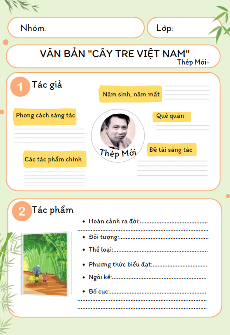 Nhóm:
Lớp:
VĂN BẢN "CÂY TRE VIỆT NAM"
Thép Mới-
1
Tác giả
Năm sinh, năm mất
Phong cách sáng tác
Quê quán
Thép Mới
Đề tài sáng tác
Các tác phẩm chính
2
Tác phẩm
Hoàn cảnh ra đời:
Đối tượng:
Thể loại:
Phương thức biểu đạt:
Ngôi kể:
Bố cục: